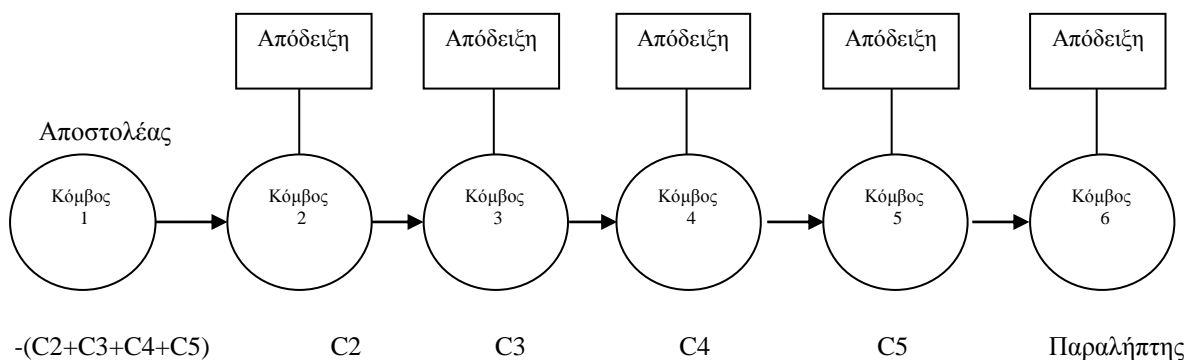 Απόδειξη Απόδειξη Απόδειξη Απόδειξη Απόδειξη
Αποστολέας
Κόμβος Κόμβος Κόμβος Κόμβος Κόμβος Κόμβος
1 2 3 4 5 6
-(C2+C3+C4+C5) C2 C3 C4 C5 Παραλήπτης